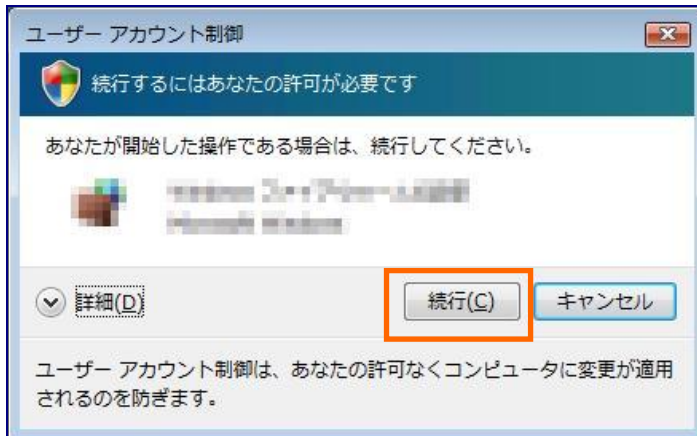 ユーザー アカウント制御
続行するにはあなたの許可が必要です
あなたが開始した操作である場合は、続行してください。
詳細(D)
続行(C)
キャンセル
ユーザー アカウント制御は、あなたの許可なくコンピュータに変更が適用
されるのを防ぎます。